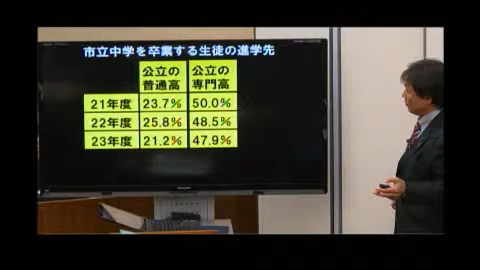 市立中学を卒業する生徒の進学先
公立の
普通高
公立の
専門高
21年度 23.7% 50.0%
22年度 25.8% 48.5%
23年度 21.2% 47.9%